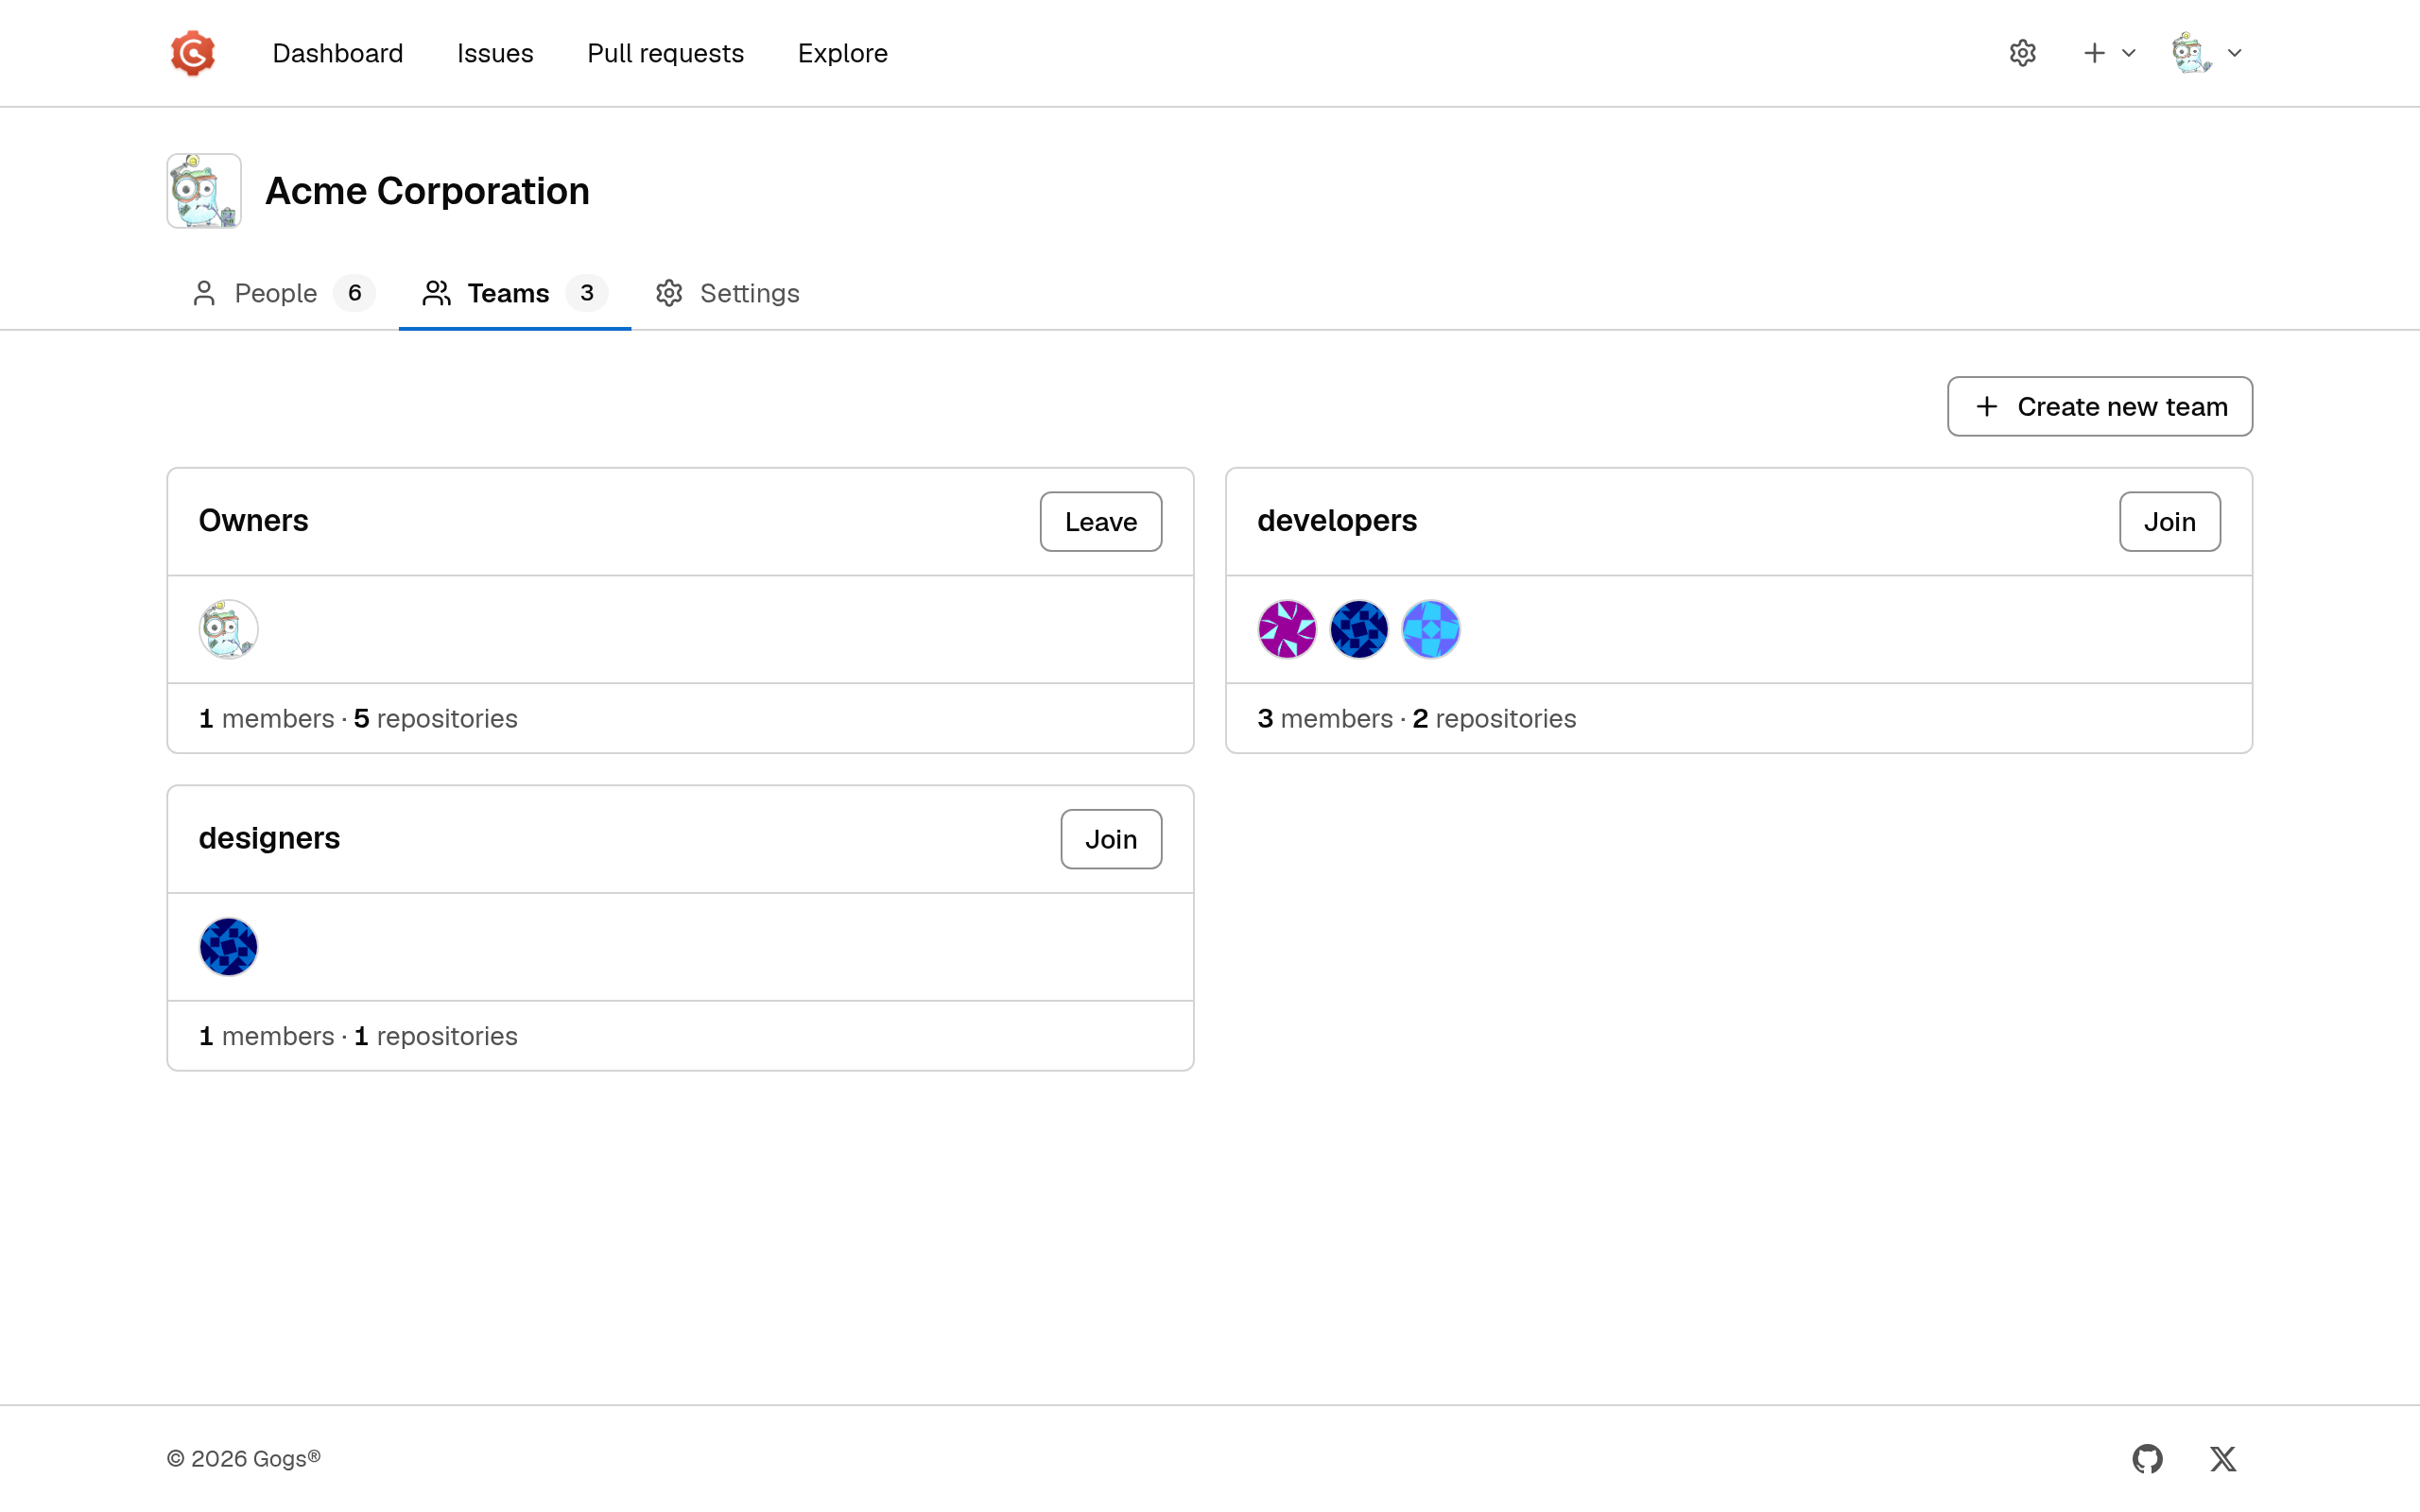 Dashboard Issues Pull requests Explore
Acme Corporation
People 6 Teams 3 Settings
Create new team
Owners Leave
1 members · 5 repositories
developers Join
3 members · 2 repositories
designers Join
1 members · 1 repositories
© 2026 Gogs®